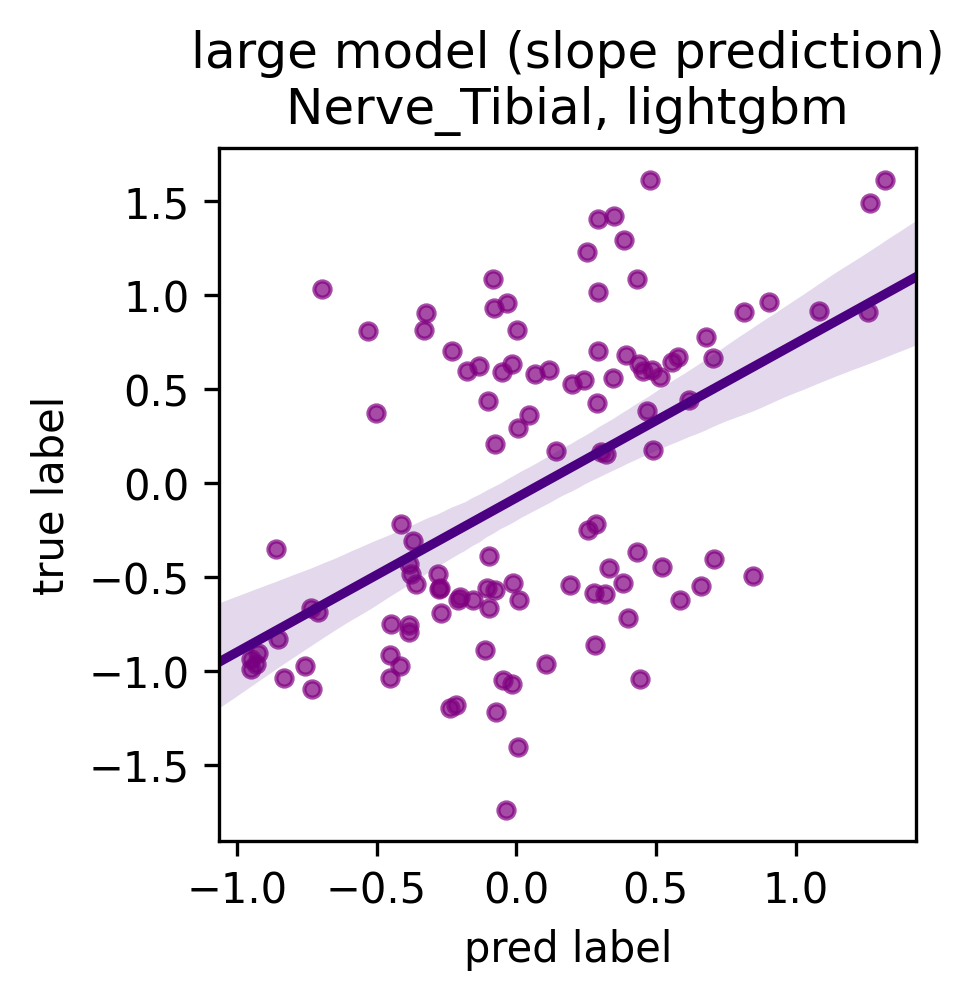 large model (slope prediction)
Nerve_Tibial, lightgbm
1.5
1.0
0.5
0.0
−0.5
−1.0
−1.5
true label
−1.0 −0.5 0.0 0.5 1.0
pred label